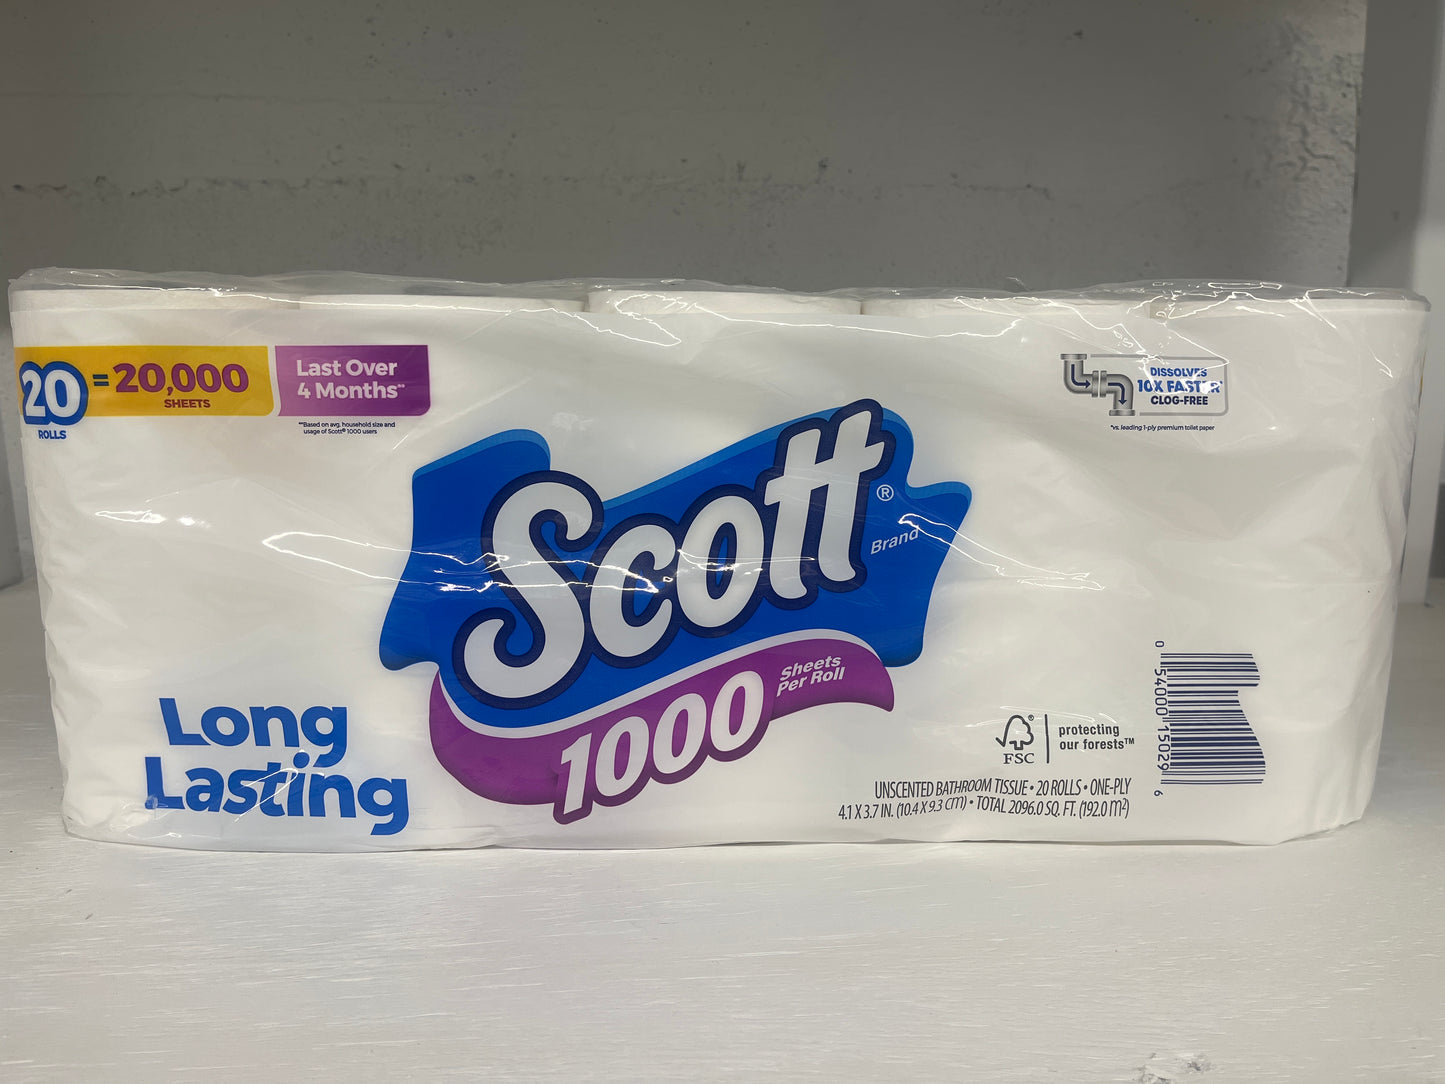 20
ROLLS
= 20,000
SHEETS
Last Over
4 Months**
**Based on avg. household size and
usage of Scott® 1000 users
DISSOLVES
10X FASTER*
CLOG-FREE
*vs. leading 1-ply premium toilet paper
Scott®
Brand
1000
Sheets
Per Roll
Long
Lasting
FSC®
protecting
our forests™
UNSCENTED BATHROOM TISSUE • 20 ROLLS • ONE-PLY
4.1 X 3.7 IN. (10.4 X 9.3 cm) • TOTAL 2096.0 SQ. FT. (192.0 m²)
0 54000 15029 6